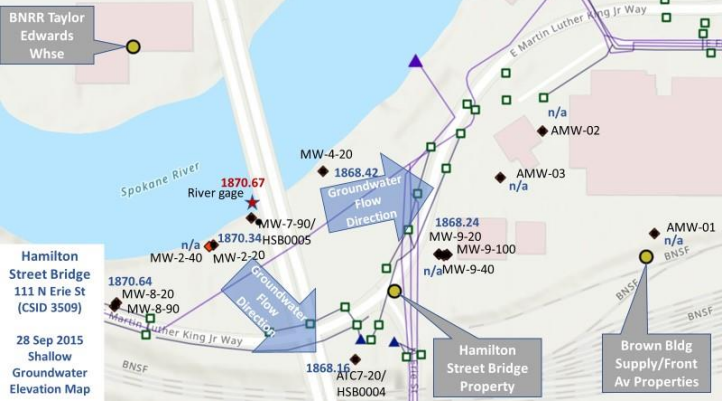 BNRR Taylor
Edwards
Whse
E Martin Luther King Jr Way
n/a
AMW-02
MW-4-20
1868.42
AMW-03
n/a
Spokane River
1870.67
River gage
Groundwater
Flow
Direction
MW-7-90/
HSB0005
1870.34
n/a
MW-2-40
MW-2-20
1868.24
MW-9-20
MW-9-100
n/a
MW-9-40
AMW-01
n/a
BNSF
BNSF
Hamilton
Street Bridge
111 N Erie St
(CSID 3509)
28 Sep 2015
Shallow
Groundwater
Elevation Map
1870.64
MW-8-20
MW-8-90
Martin Luther King Jr Way
Groundwater
Flow
Direction
BNSF
1868.16
ATC7-20/
HSB0004
Hamilton
Street Bridge
Property
Brown Bldg
Supply/Front
Av Properties
BNSF